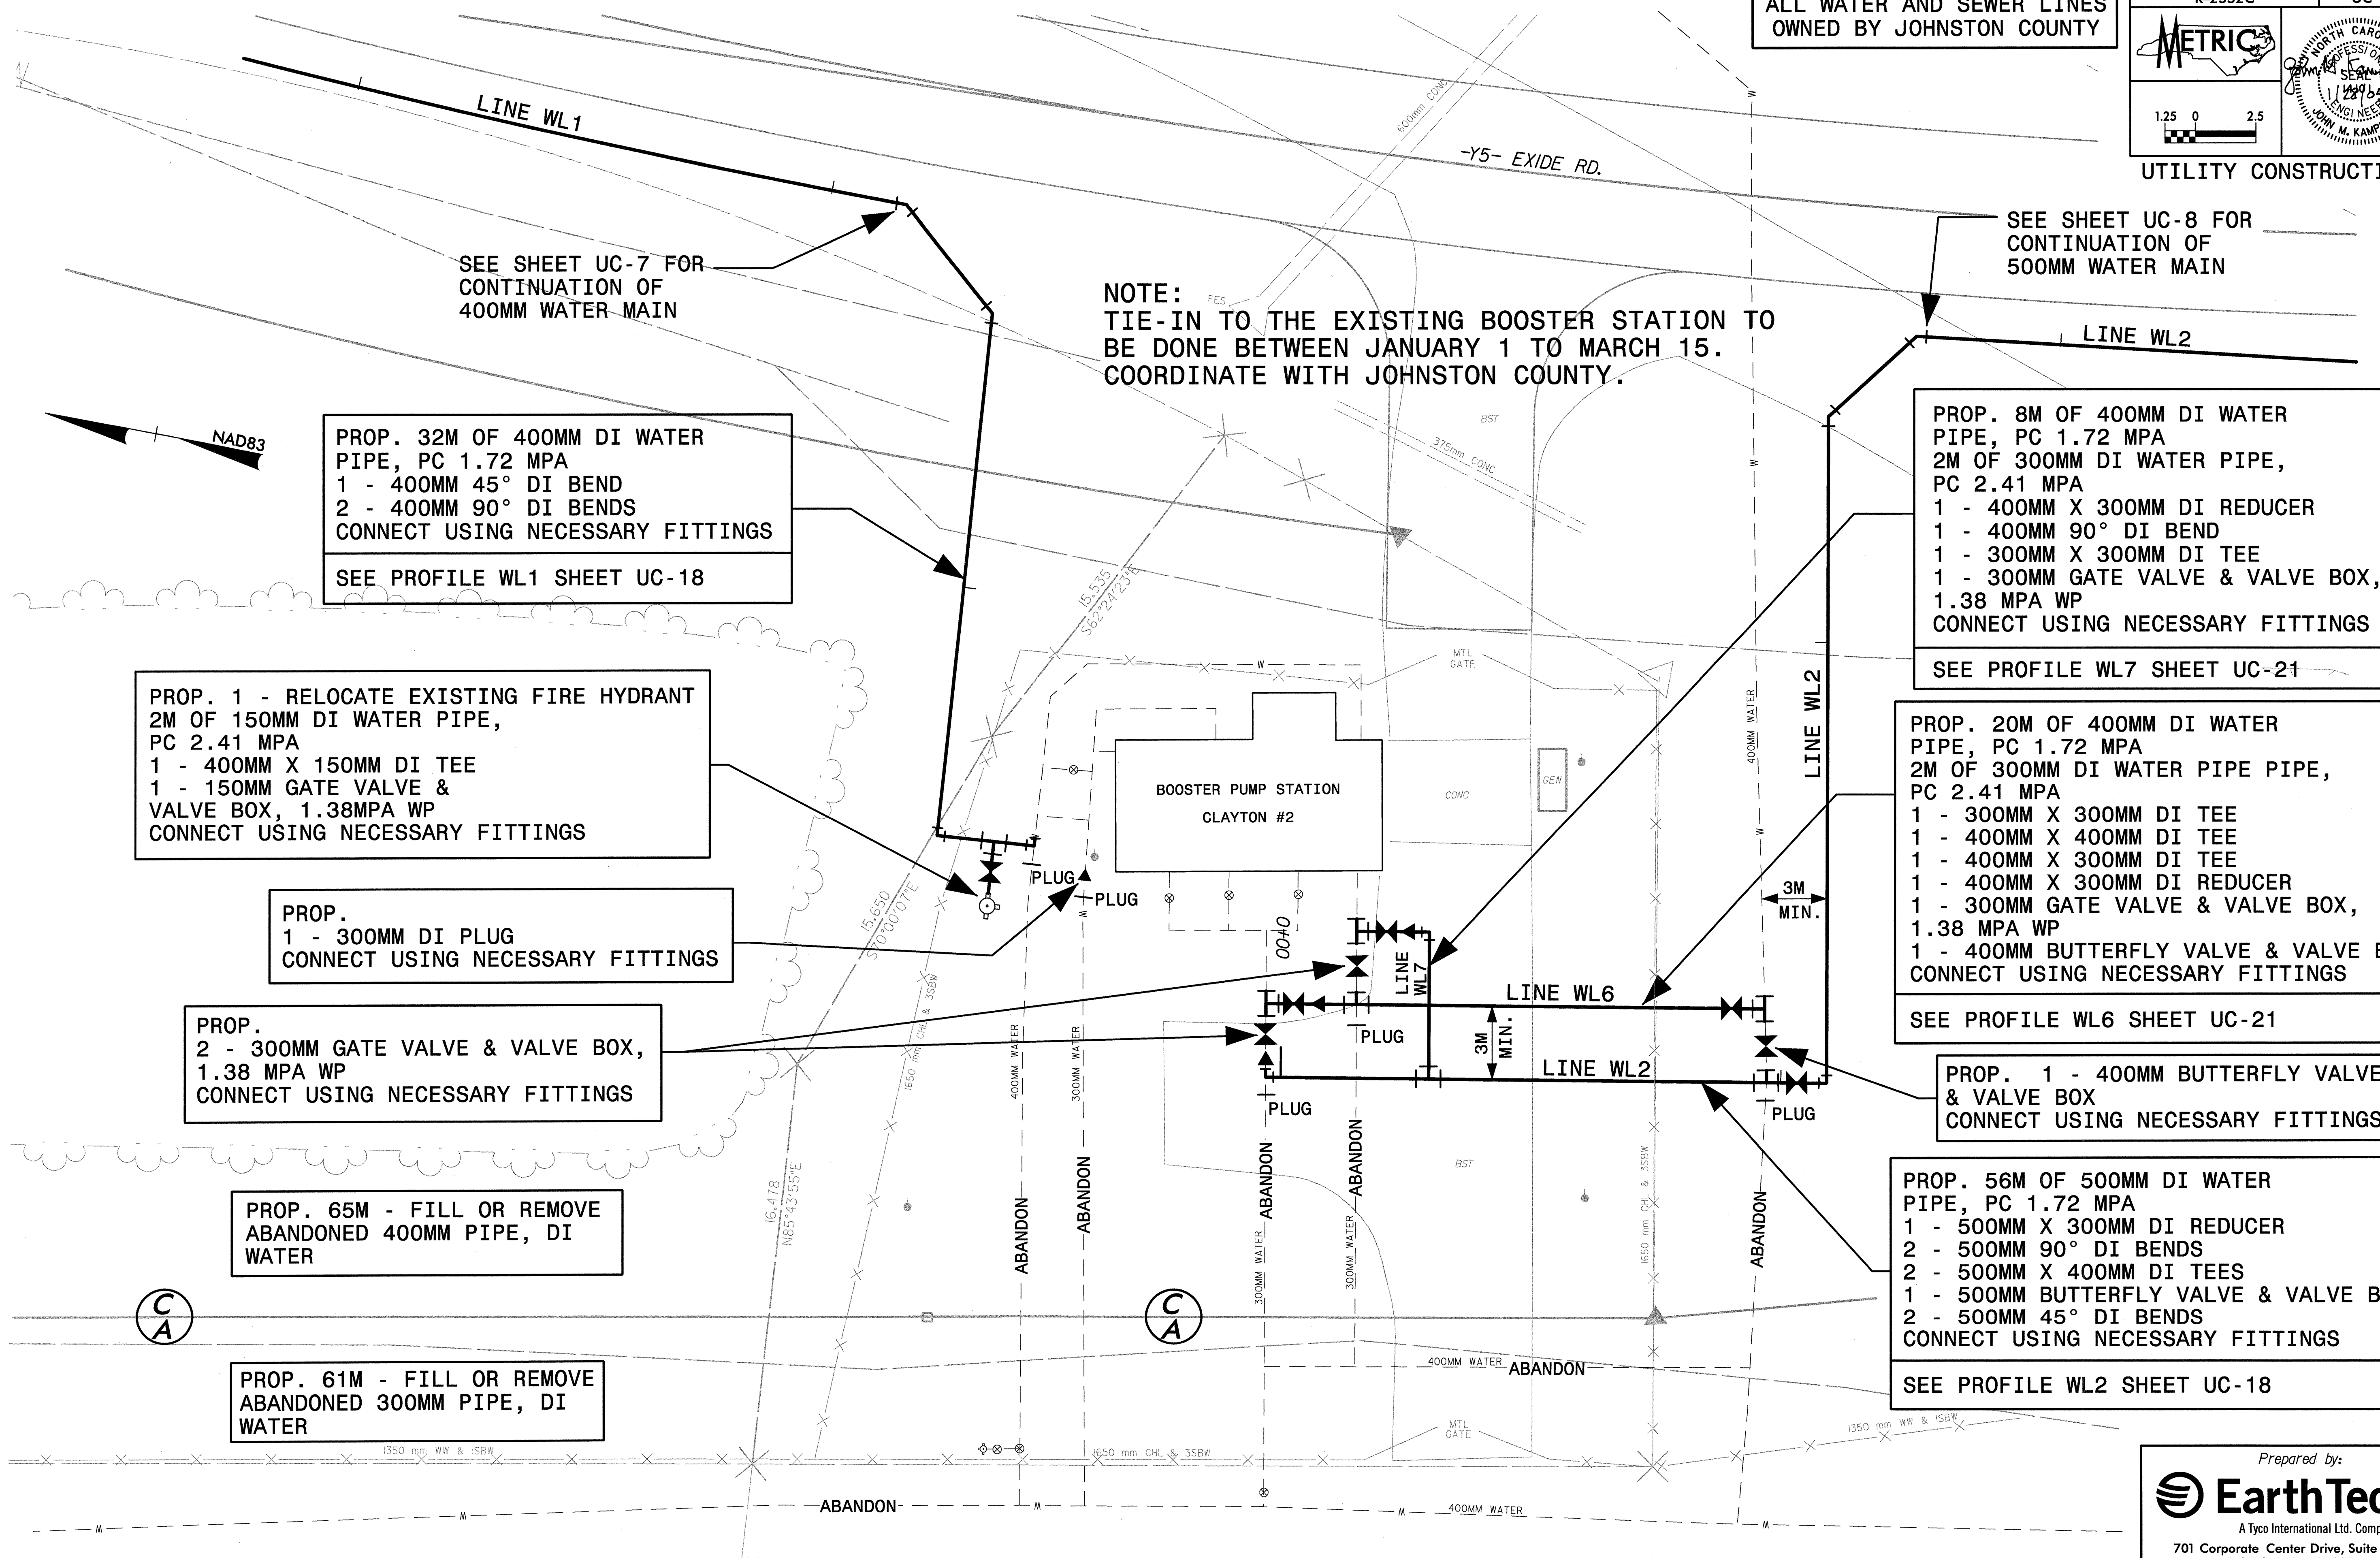 ALL WATER AND SEWER LINES
OWNED BY JOHNSTON COUNTY
METRIC
1.25 0 2.5
NORTH CAROLINA
PROFESSIONAL
SEAL
ENGINEER
JOHN M.
UTILITY CONSTRUCTI
LINE WL1
600mm CONC
-Y5- EXIDE RD.
SEE SHEET UC-7 FOR
CONTINUATION OF
400MM WATER MAIN
SEE SHEET UC-8 FOR
CONTINUATION OF
500MM WATER MAIN
NOTE:
FES
TIE-IN TO THE EXISTING BOOSTER STATION TO
BE DONE BETWEEN JANUARY 1 TO MARCH 15.
COORDINATE WITH JOHNSTON COUNTY.
LINE WL2
NAD83
BST
375mm CONC
PROP. 32M OF 400MM DI WATER
PIPE, PC 1.72 MPA
1 - 400MM 45° DI BEND
2 - 400MM 90° DI BENDS
CONNECT USING NECESSARY FITTINGS
SEE PROFILE WL1 SHEET UC-18
PROP. 8M OF 400MM DI WATER
PIPE, PC 1.72 MPA
2M OF 300MM DI WATER PIPE,
PC 2.41 MPA
1 - 400MM X 300MM DI REDUCER
1 - 400MM 90° DI BEND
1 - 300MM X 300MM DI TEE
1 - 300MM GATE VALVE & VALVE BOX,
1.38 MPA WP
CONNECT USING NECESSARY FITTINGS
SEE PROFILE WL7 SHEET UC-21
15.535
S62°24'23"E
MTL
GATE
W
PROP. 1 - RELOCATE EXISTING FIRE HYDRANT
2M OF 150MM DI WATER PIPE,
PC 2.41 MPA
1 - 400MM X 150MM DI TEE
1 - 150MM GATE VALVE &
VALVE BOX, 1.38MPA WP
CONNECT USING NECESSARY FITTINGS
BOOSTER PUMP STATION
CLAYTON #2
CONC
GEN
400MM WATER
LINE WL2
PROP. 20M OF 400MM DI WATER
PIPE, PC 1.72 MPA
2M OF 300MM DI WATER PIPE PIPE,
PC 2.41 MPA
1 - 300MM X 300MM DI TEE
1 - 400MM X 400MM DI TEE
1 - 400MM X 300MM DI TEE
1 - 400MM X 300MM DI REDUCER
1 - 300MM GATE VALVE & VALVE BOX,
1.38 MPA WP
1 - 400MM BUTTERFLY VALVE & VALVE B
CONNECT USING NECESSARY FITTINGS
SEE PROFILE WL6 SHEET UC-21
PLUG
PLUG
3M
MIN.
PROP.
1 - 300MM DI PLUG
CONNECT USING NECESSARY FITTINGS
15.650
S70°00'07"E
0+00
LINE
WL7
LINE WL6
PROP.
2 - 300MM GATE VALVE & VALVE BOX,
1.38 MPA WP
CONNECT USING NECESSARY FITTINGS
1650 mm CHL & 3SBW
400MM WATER
300MM WATER
PLUG
3M
MIN.
LINE WL2
PLUG
PLUG
PROP. 1 - 400MM BUTTERFLY VALVE
& VALVE BOX
CONNECT USING NECESSARY FITTINGS
BST
16.478
N85°43'55"E
ABANDON
ABANDON
ABANDON
ABANDON
ABANDON
300MM WATER
300MM WATER
1650 mm CHL & 3SBW
PROP. 56M OF 500MM DI WATER
PIPE, PC 1.72 MPA
1 - 500MM X 300MM DI REDUCER
2 - 500MM 90° DI BENDS
2 - 500MM X 400MM DI TEES
1 - 500MM BUTTERFLY VALVE & VALVE B
2 - 500MM 45° DI BENDS
CONNECT USING NECESSARY FITTINGS
SEE PROFILE WL2 SHEET UC-18
PROP. 65M - FILL OR REMOVE
ABANDONED 400MM PIPE, DI
WATER
C
A
C
A
400MM WATER
ABANDON
PROP. 61M - FILL OR REMOVE
ABANDONED 300MM PIPE, DI
WATER
MTL
GATE
1350 mm WW & 1SBW
1650 mm CHL & 3SBW
1350 mm WW & 1SBW
ABANDON
400MM WATER
W
Prepared by:
EarthTec
A Tyco International Ltd. Comp
701 Corporate Center Drive, Suite